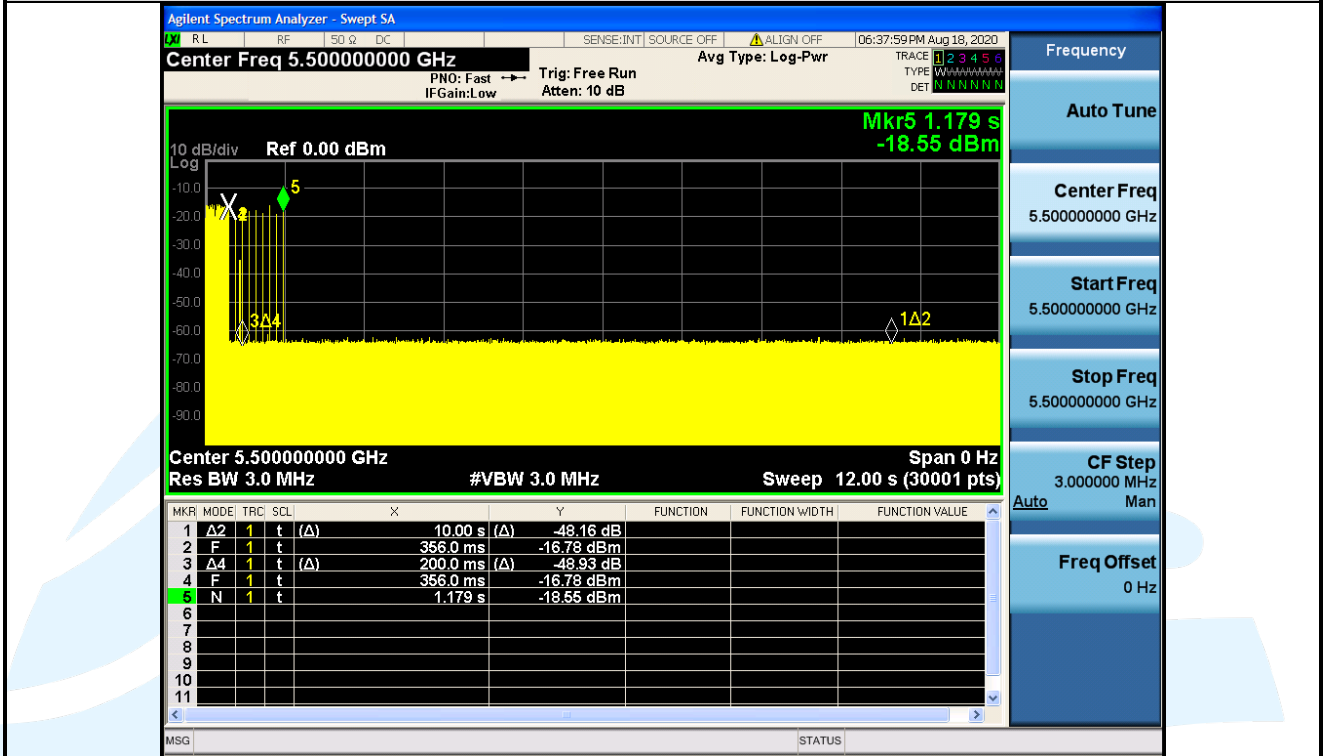 Agilent Spectrum Analyzer - Swept SA
LXI RL RF 50 Ω DC SENSE:INT SOURCE OFF ALIGN OFF 06:37:59 PM Aug 18, 2020
Center Freq 5.500000000 GHz
PNO: Fast
IFGain:Low
Trig: Free Run
Atten: 10 dB
Avg Type: Log-Pwr
TRACE 1 2 3 4 5 6
TYPE W
DET N N N N N N
Mkr5 1.179 s
-18.55 dBm
10 dB/div Ref 0.00 dBm
Log
-10.0
-20.0
-30.0
-40.0
-50.0
-60.0
-70.0
-80.0
-90.0
5
2
3Δ4
1Δ2
Center 5.500000000 GHz Span 0 Hz
Res BW 3.0 MHz #VBW 3.0 MHz Sweep 12.00 s (30001 pts)
MKR MODE TRC SCL X Y FUNCTION FUNCTION WIDTH FUNCTION VALUE
1 Δ2 1 t (Δ) 10.00 s (Δ) -48.16 dB
2 F 1 t 356.0 ms -16.78 dBm
3 Δ4 1 t (Δ) 200.0 ms (Δ) -48.93 dB
4 F 1 t 356.0 ms -16.78 dBm
5 N 1 t 1.179 s -18.55 dBm
6
7
8
9
10
11
MSG STATUS
Frequency
Auto Tune
Center Freq
5.500000000 GHz
Start Freq
5.500000000 GHz
Stop Freq
5.500000000 GHz
CF Step
3.000000 MHz
Auto Man
Freq Offset
0 Hz